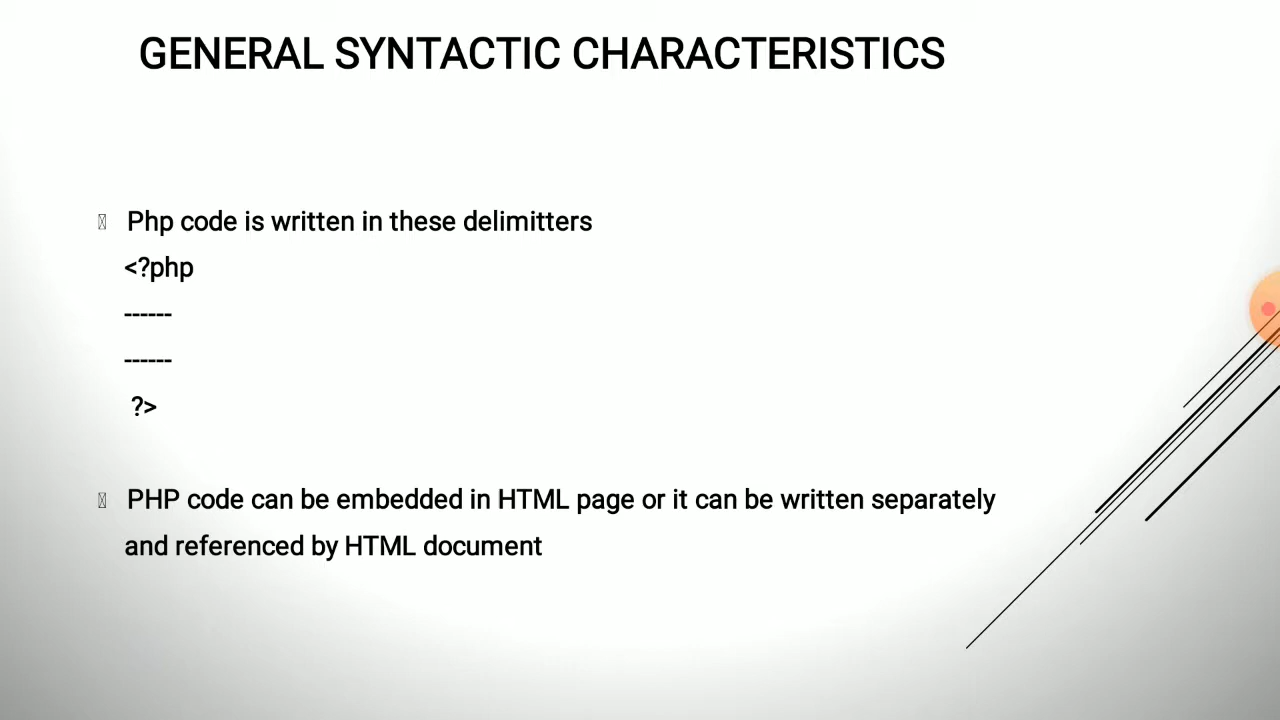 GENERAL SYNTACTIC CHARACTERISTICS
Php code is written in these delimitters
<?php
------
------
?>
PHP code can be embedded in HTML page or it can be written separately
and referenced by HTML document